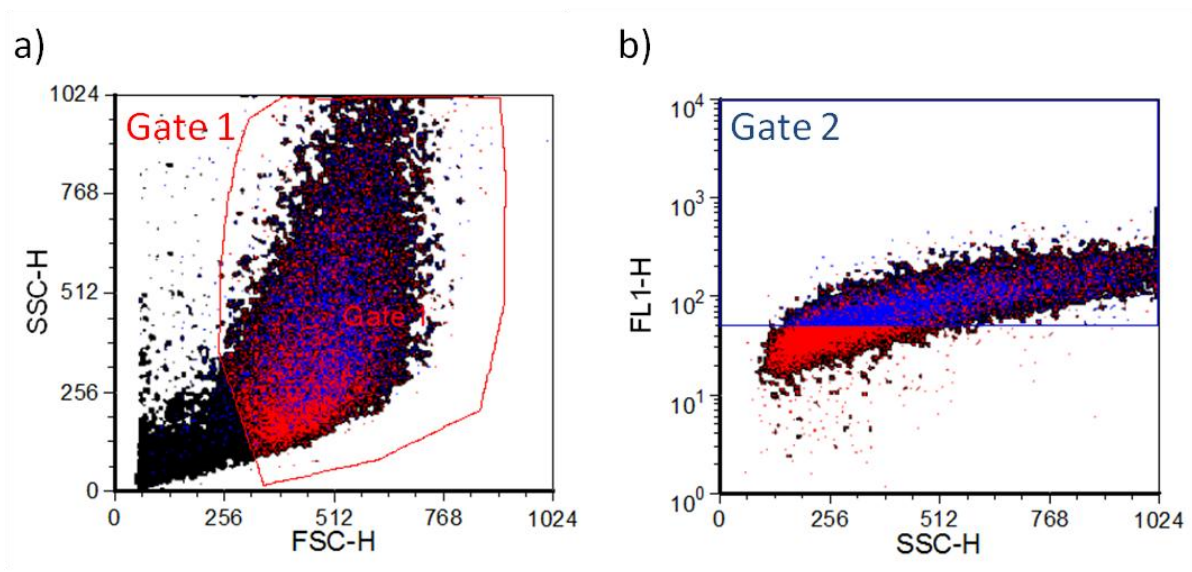 a)
b)
1024
768
512
256
0
SSC-H
Gate 1
Gate 1
0 256 512 768 1024
FSC-H
10^4
10^3
10^2
10^1
10^0
FL1-H
Gate 2
0 256 512 768 1024
SSC-H